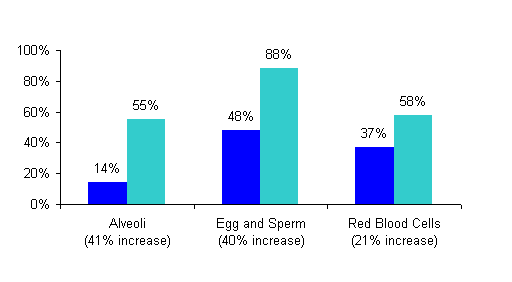 100%
80%
60%
40%
20%
0%
14%
55%
48%
88%
37%
58%
Alveoli
(41% increase)
Egg and Sperm
(40% increase)
Red Blood Cells
(21% increase)